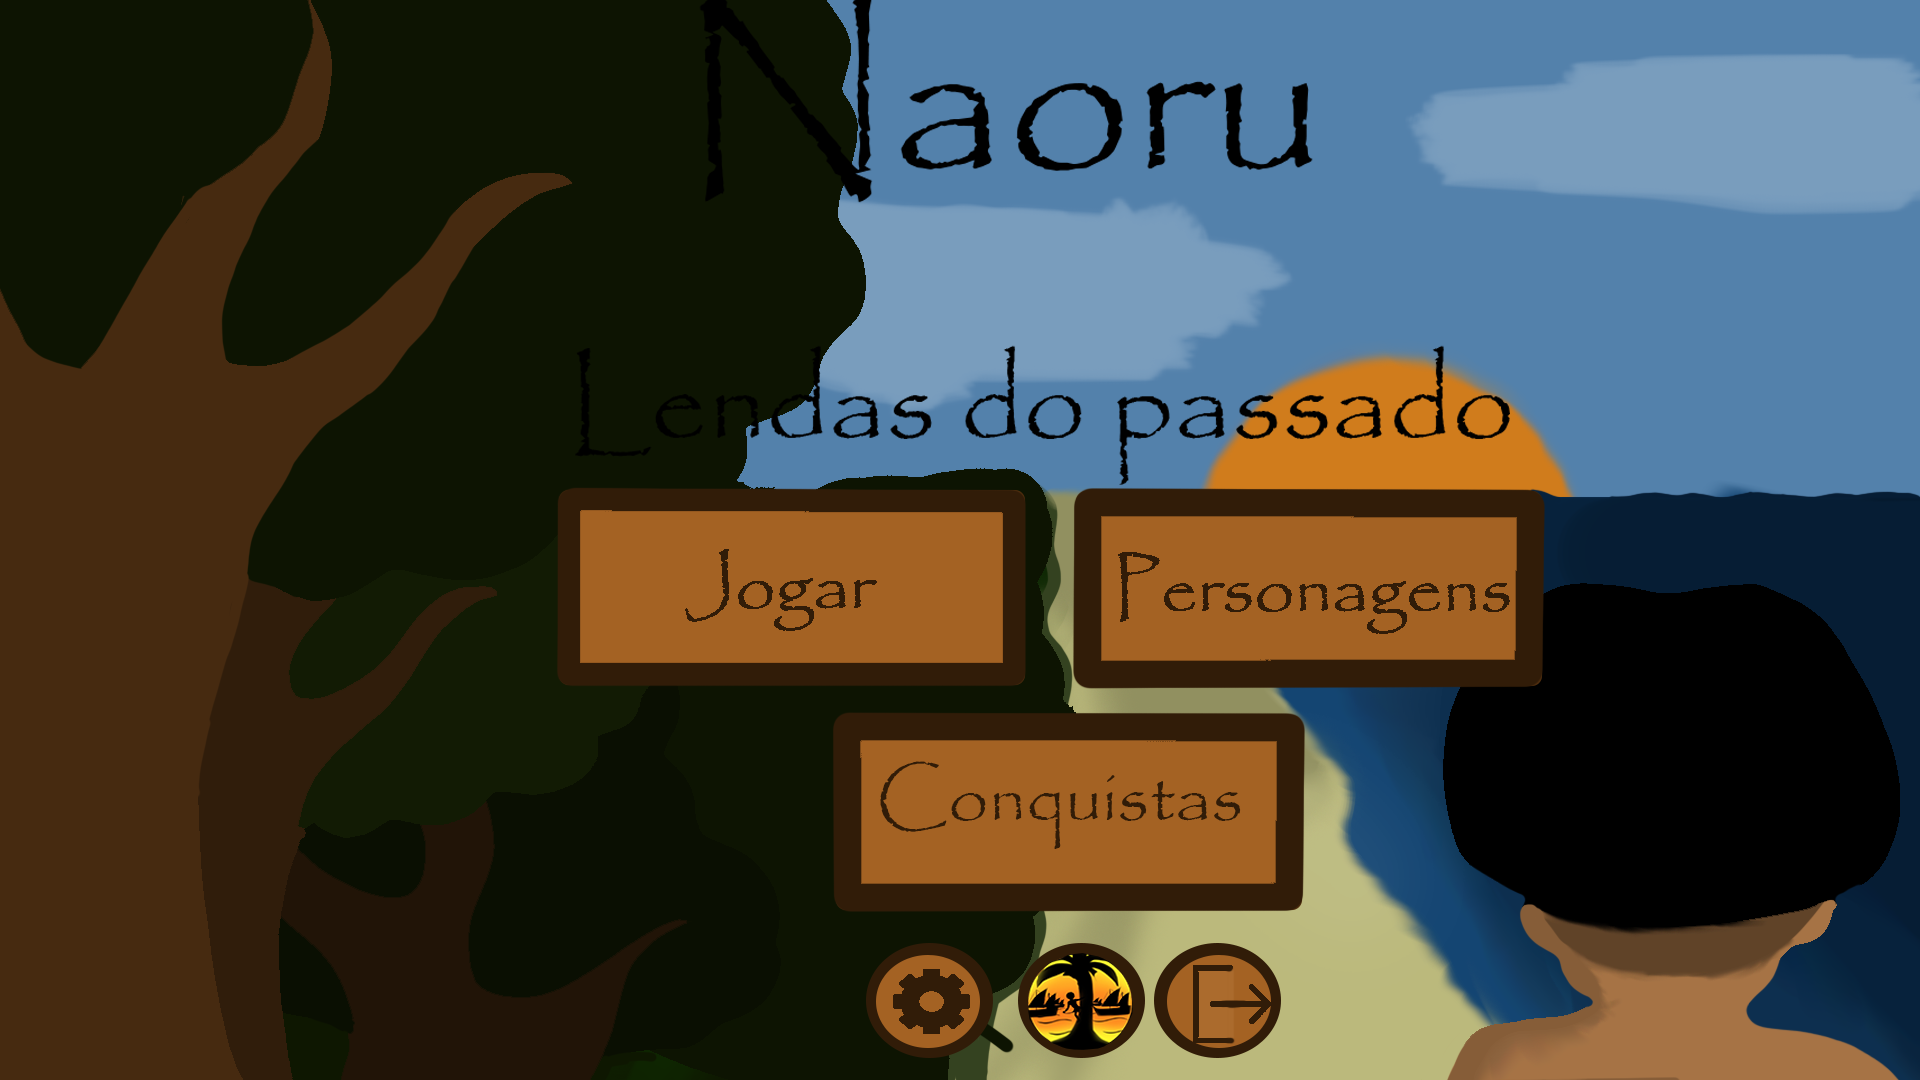 Naoru
Lendas do passado
Jogar
Personagens
Conquistas